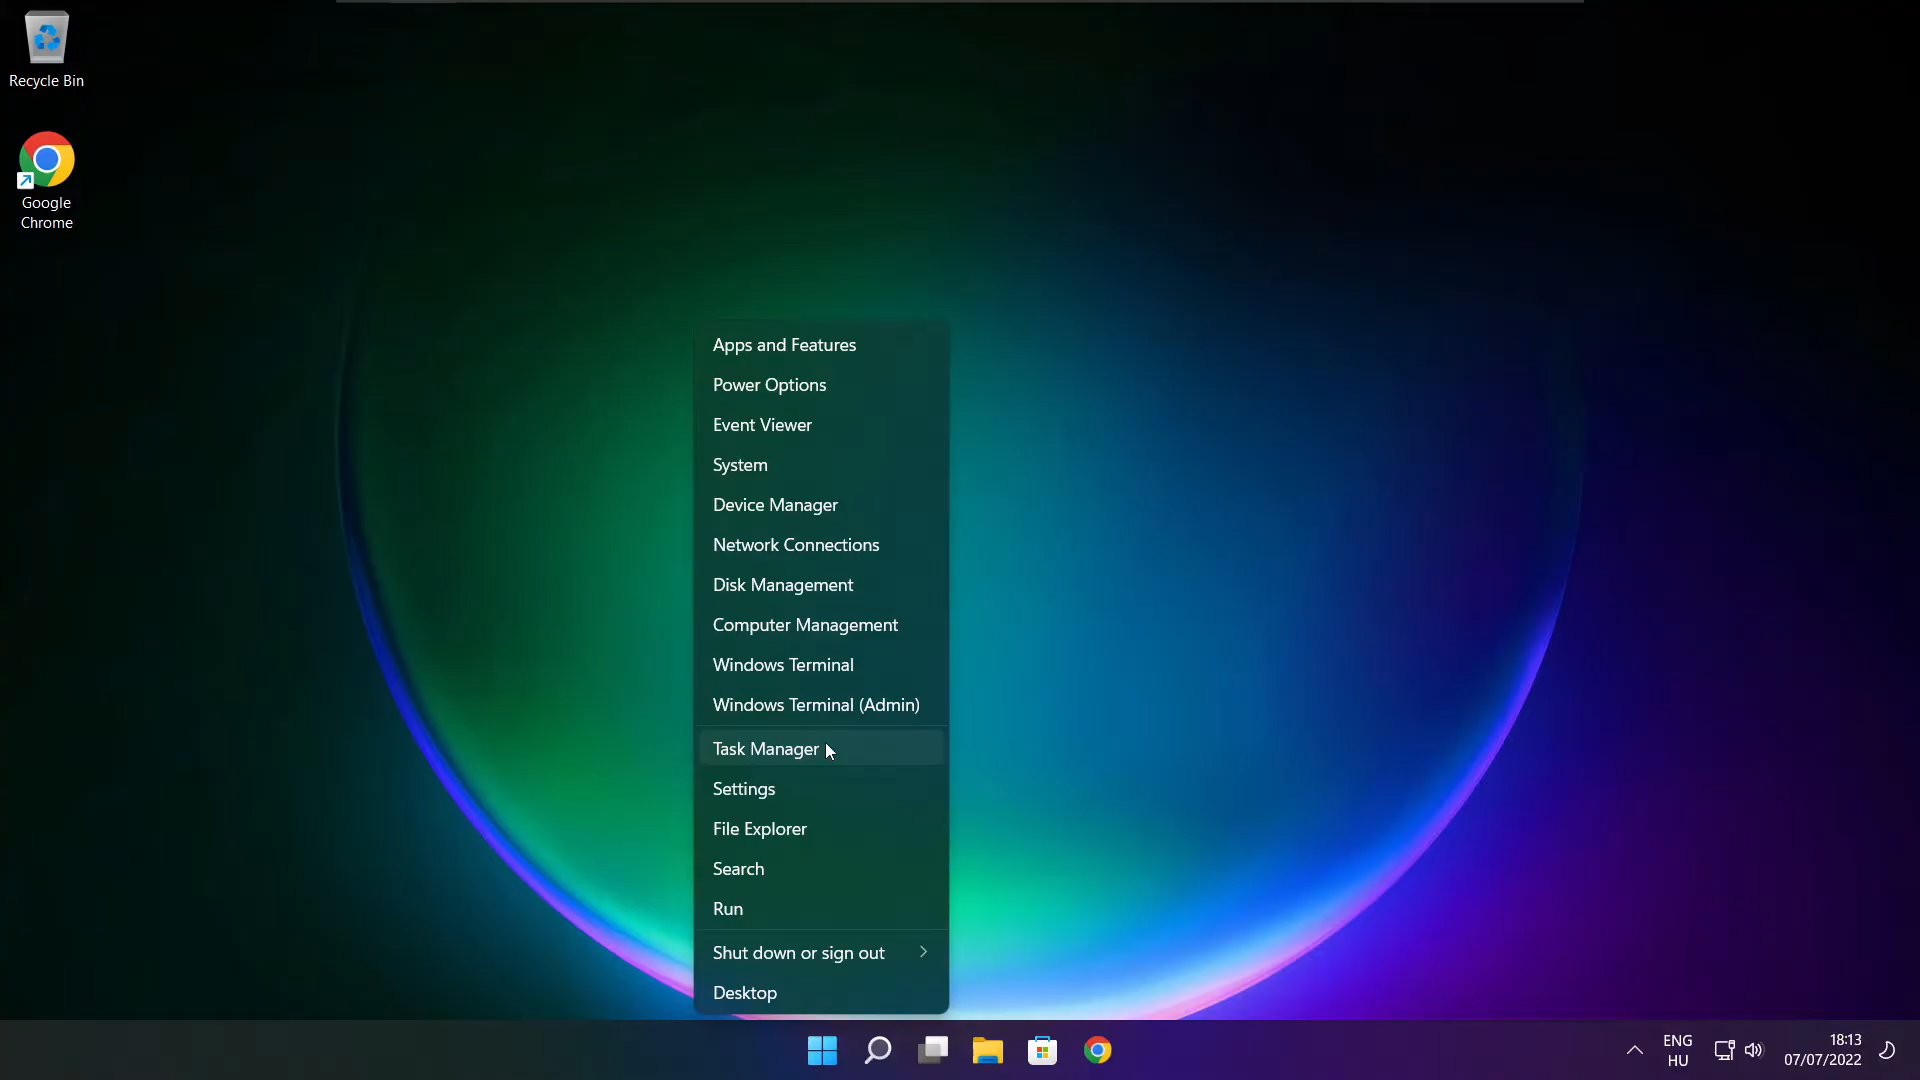 Recycle Bin
Google
Chrome
Apps and Features
Power Options
Event Viewer
System
Device Manager
Network Connections
Disk Management
Computer Management
Windows Terminal
Windows Terminal (Admin)
Task Manager
Settings
File Explorer
Search
Run
Shut down or sign out
Desktop
ENG
HU
18:13
07/07/2022